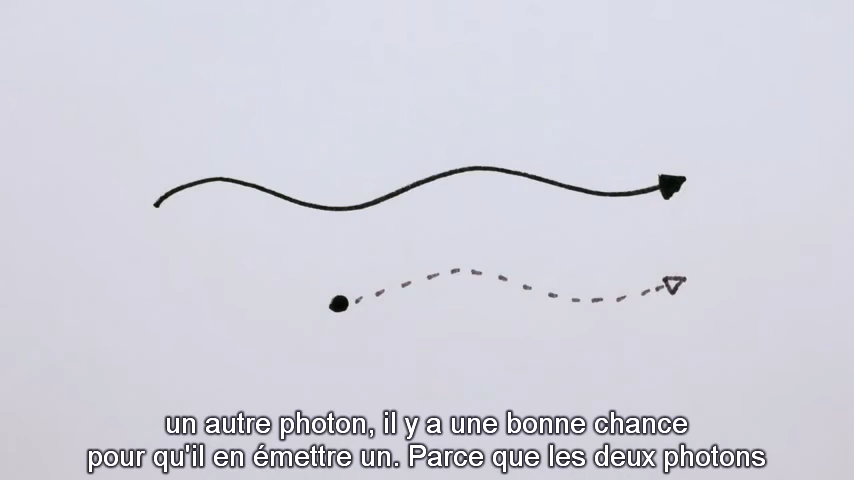 un autre photon, il y a une bonne chance
pour qu'il en émettre un. Parce que les deux photons